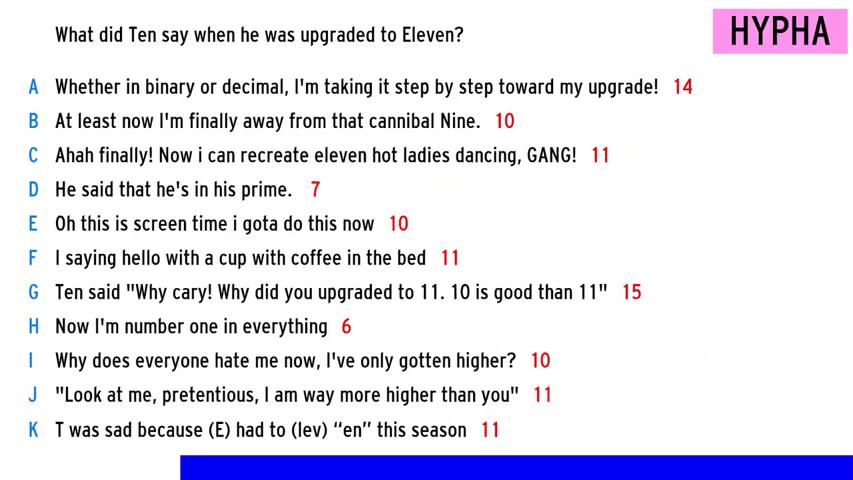 What did Ten say when he was upgraded to Eleven?
HYPHA
A Whether in binary or decimal, I'm taking it step by step toward my upgrade! 14
B At least now I'm finally away from that cannibal Nine. 10
C Ahah finally! Now i can recreate eleven hot ladies dancing, GANG! 11
D He said that he's in his prime. 7
E Oh this is screen time i gota do this now 10
F I saying hello with a cup with coffee in the bed 11
G Ten said "Why cary! Why did you upgraded to 11. 10 is good than 11" 15
H Now I'm number one in everything 6
I Why does everyone hate me now, I've only gotten higher? 10
J "Look at me, pretentious, I am way more higher than you" 11
K T was sad because (E) had to (lev) “en” this season 11